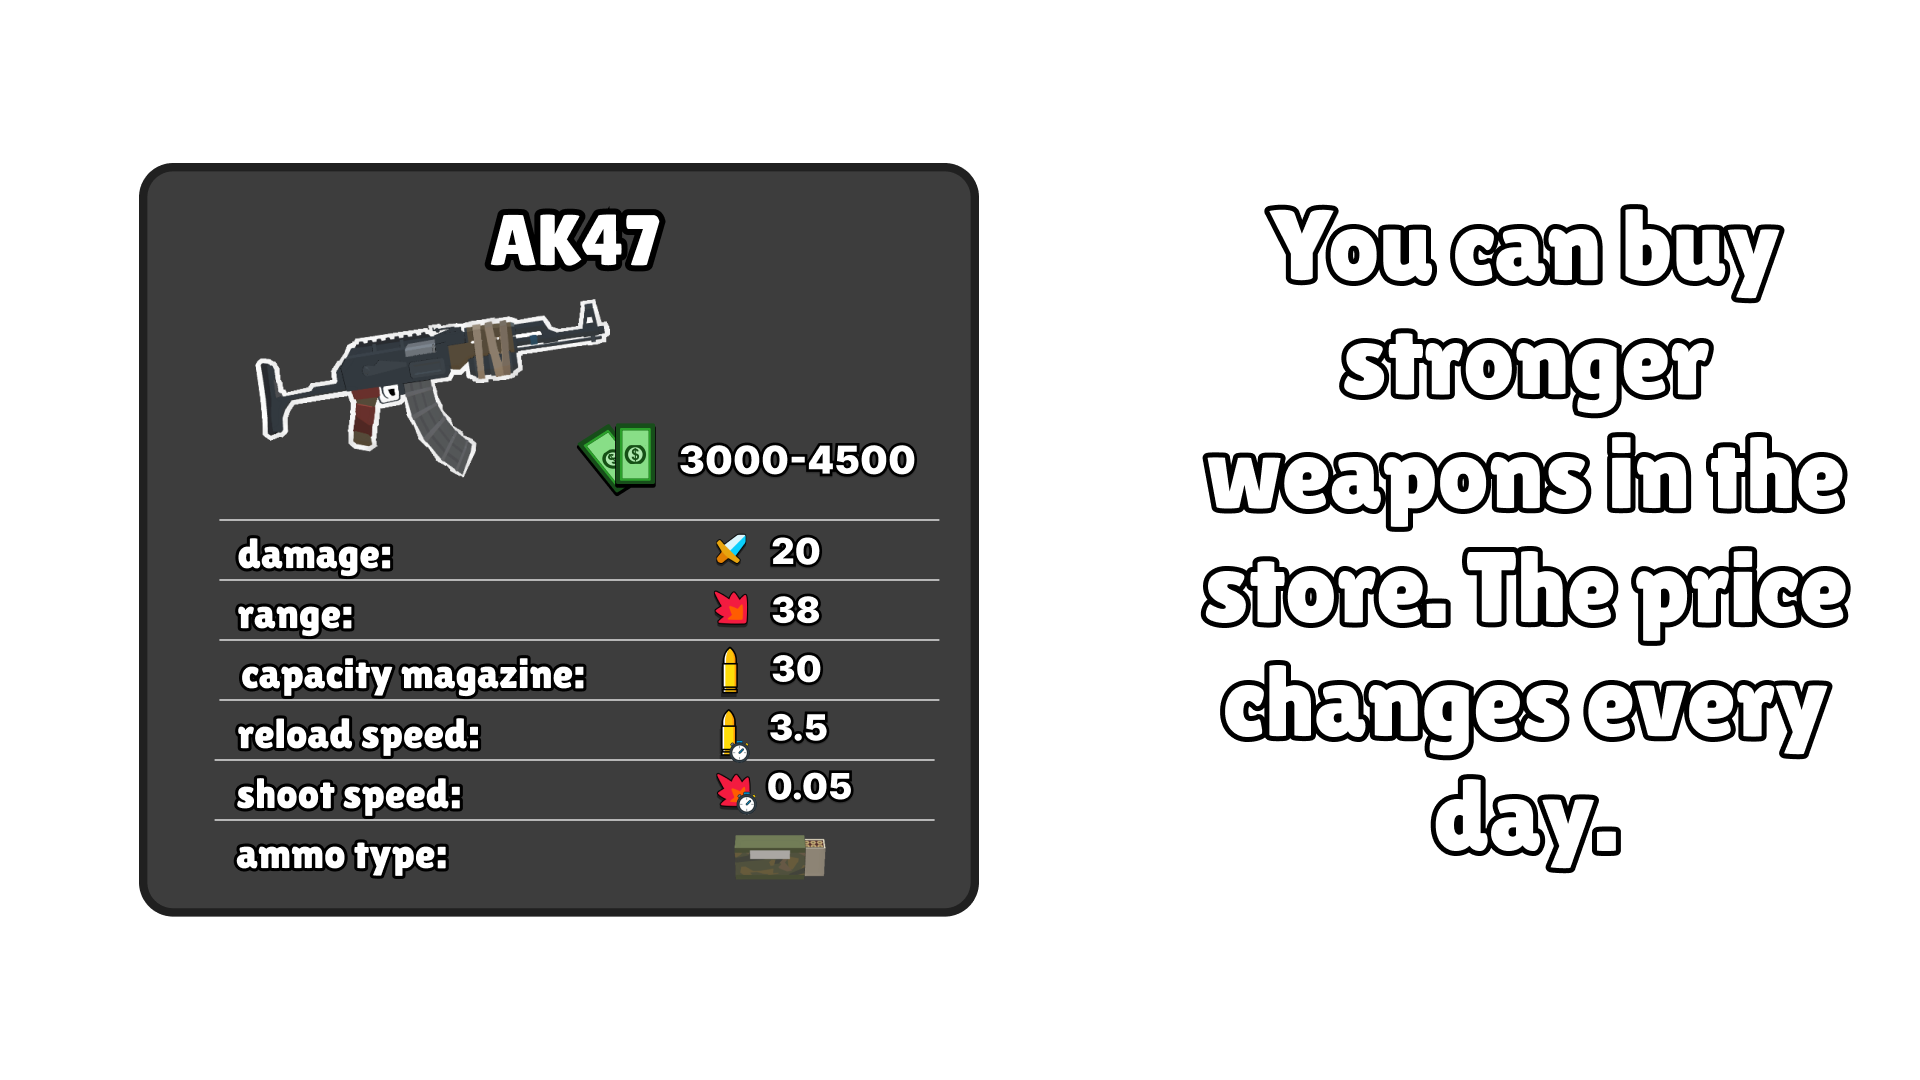 AK47
3000-4500
damage: 20
range: 38
capacity magazine: 30
reload speed: 3.5
shoot speed: 0.05
ammo type:
You can buy
stronger
weapons in the
store. The price
changes every
day.